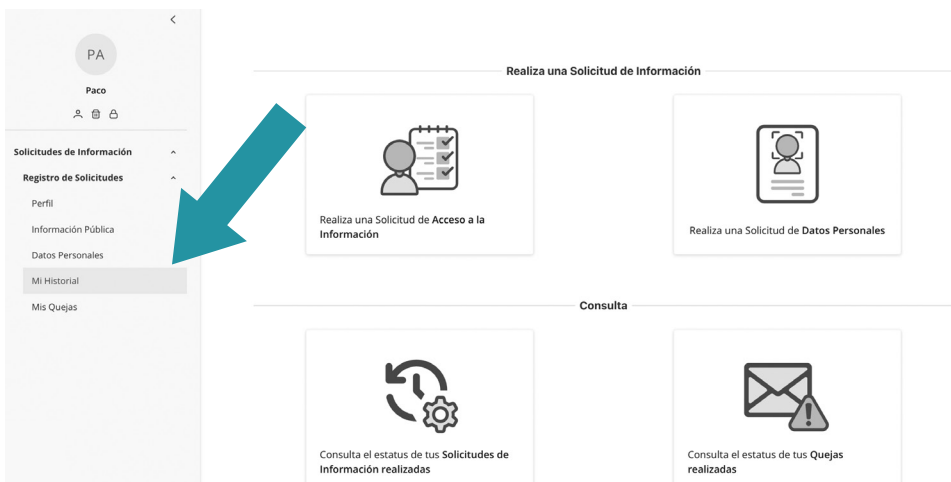 PA
Paco
Solicitudes de Información
Registro de Solicitudes
Perfil
Información Pública
Datos Personales
Mi Historial
Mis Quejas
Realiza una Solicitud de Información
Realiza una Solicitud de Acceso a la
Información
Realiza una Solicitud de Datos Personales
Consulta
Consulta el estatus de tus Solicitudes de
Información realizadas
Consulta el estatus de tus Quejas
realizadas